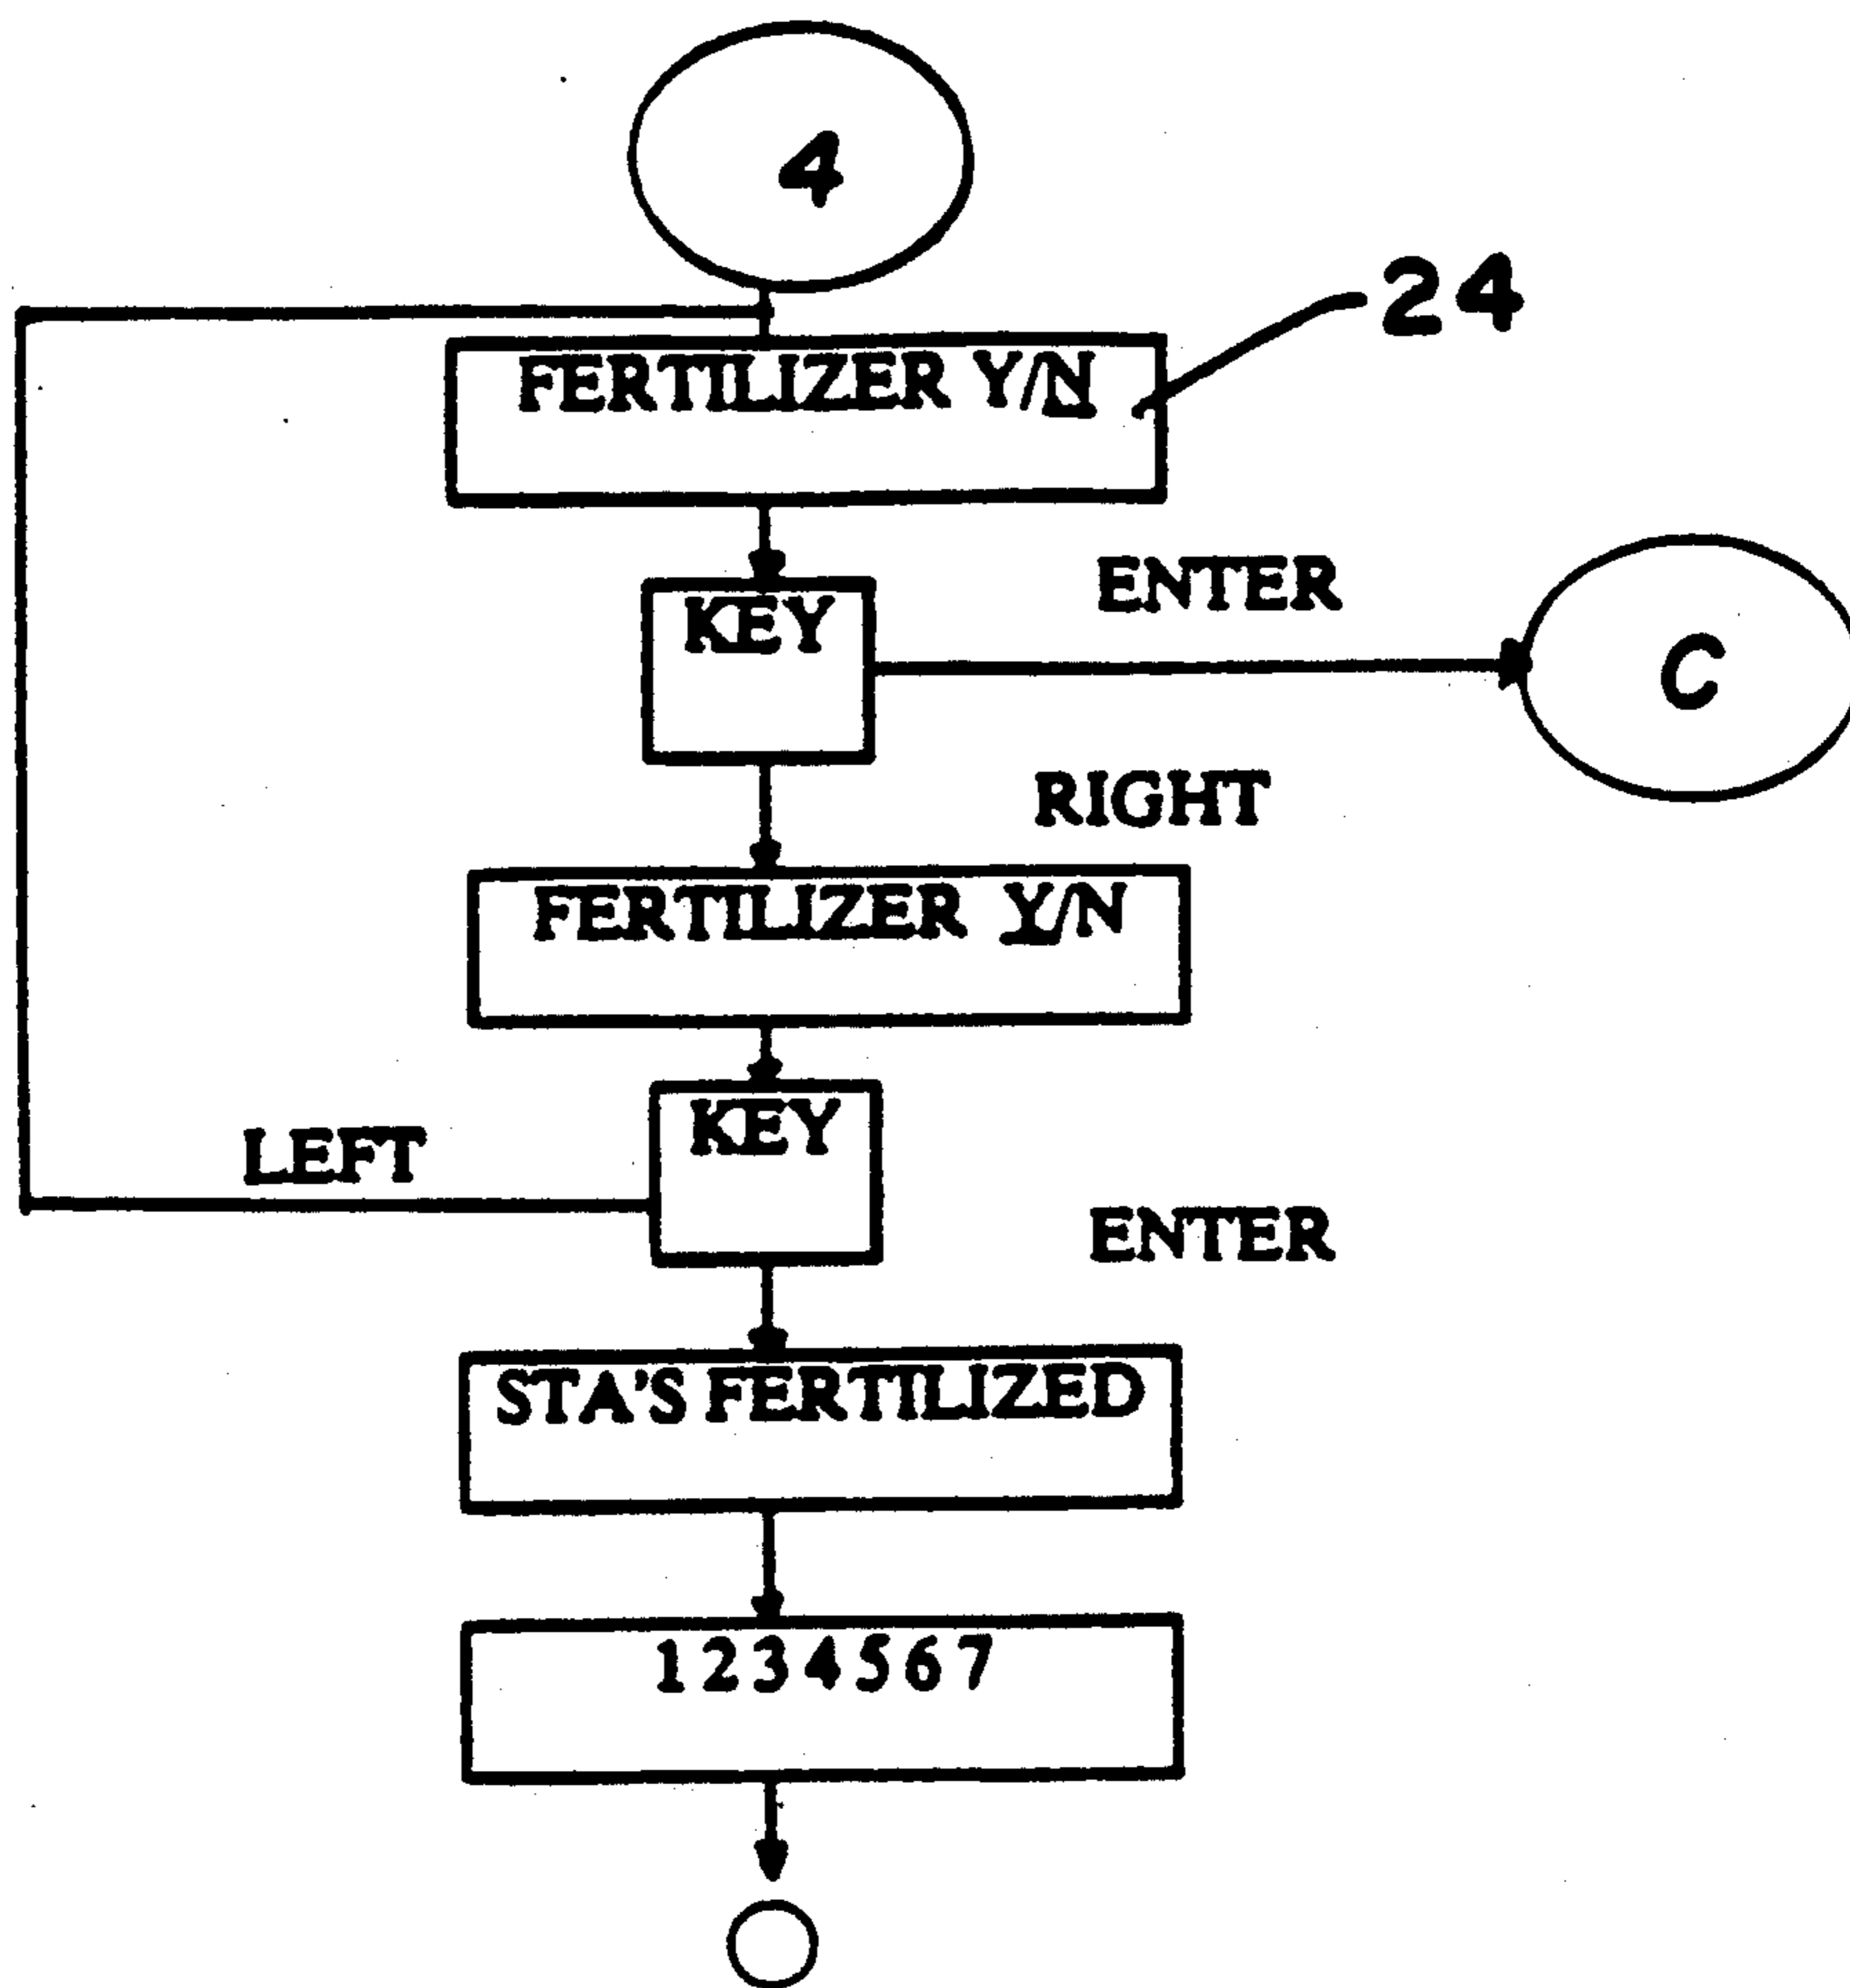 4
24
FERTILIZER Y/N
KEY
ENTER
C
RIGHT
FERTILIZER Y/N
KEY
LEFT
ENTER
STA'S FERTILIZED
1234567